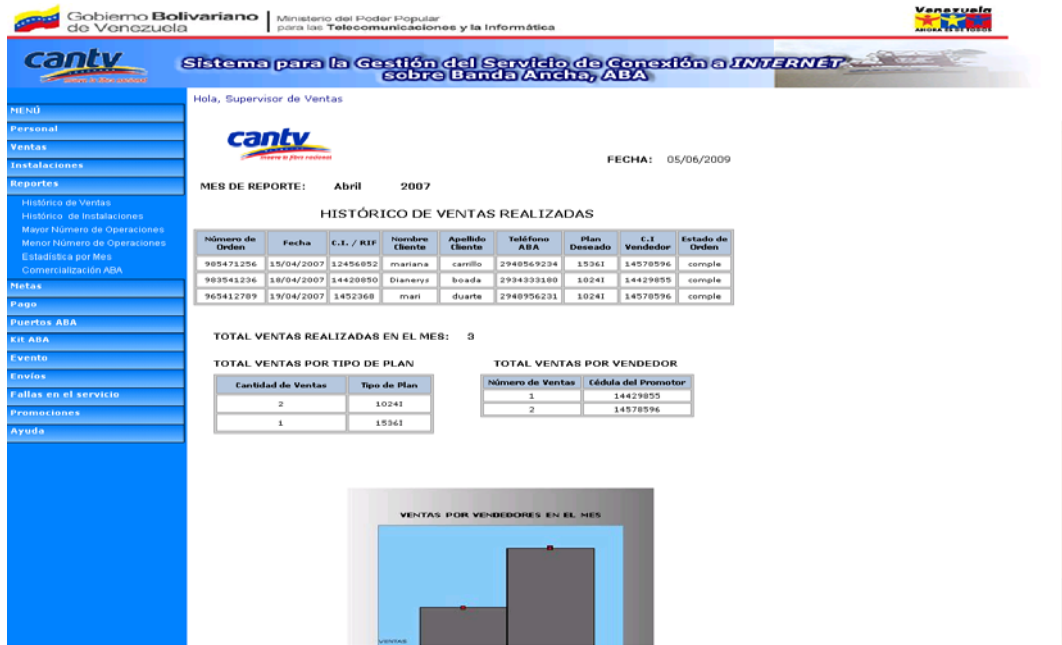 Gobierno Bolivariano
de Venezuela
Ministerio del Poder Popular
para las Telecomunicaciones y la Informática
Venezuela
AHORA ES DE TODOS
cantv
Sistema para la Gestión del Servicio de Conexión a INTERNET
sobre Banda Ancha, ABA
MENÚ
Personal
Ventas
Instalaciones
Reportes
Histórico de Ventas
Histórico de Instalaciones
Mayor Número de Operaciones
Menor Número de Operaciones
Estadística por Mes
Comercialización ABA
Metas
Pago
Puertos ABA
Kit ABA
Evento
Envíos
Fallas en el servicio
Promociones
Ayuda
Hola, Supervisor de Ventas
cantv
FECHA: 05/06/2009
MES DE REPORTE: Abril 2007
HISTÓRICO DE VENTAS REALIZADAS
Número de Orden Fecha C.I. / RIF Nombre Cliente Apellido Cliente Teléfono ABA Plan Deseado C.I Vendedor Estado de Orden
985471256 15/04/2007 12456852 mariana carrillo 2948569234 1536I 14578596 comple
983541236 18/04/2007 14420850 Dianerys boada 2934333180 1024I 14429855 comple
965412789 19/04/2007 1452368 mari duarte 2948956231 1024I 14578596 comple
TOTAL VENTAS REALIZADAS EN EL MES: 3
TOTAL VENTAS POR TIPO DE PLAN
Cantidad de Ventas Tipo de Plan
2 1024I
1 1536I
TOTAL VENTAS POR VENDEDOR
Número de Ventas Cédula del Promotor
1 14429855
2 14578596
VENTAS POR VENDEDORES EN EL MES
VENTAS